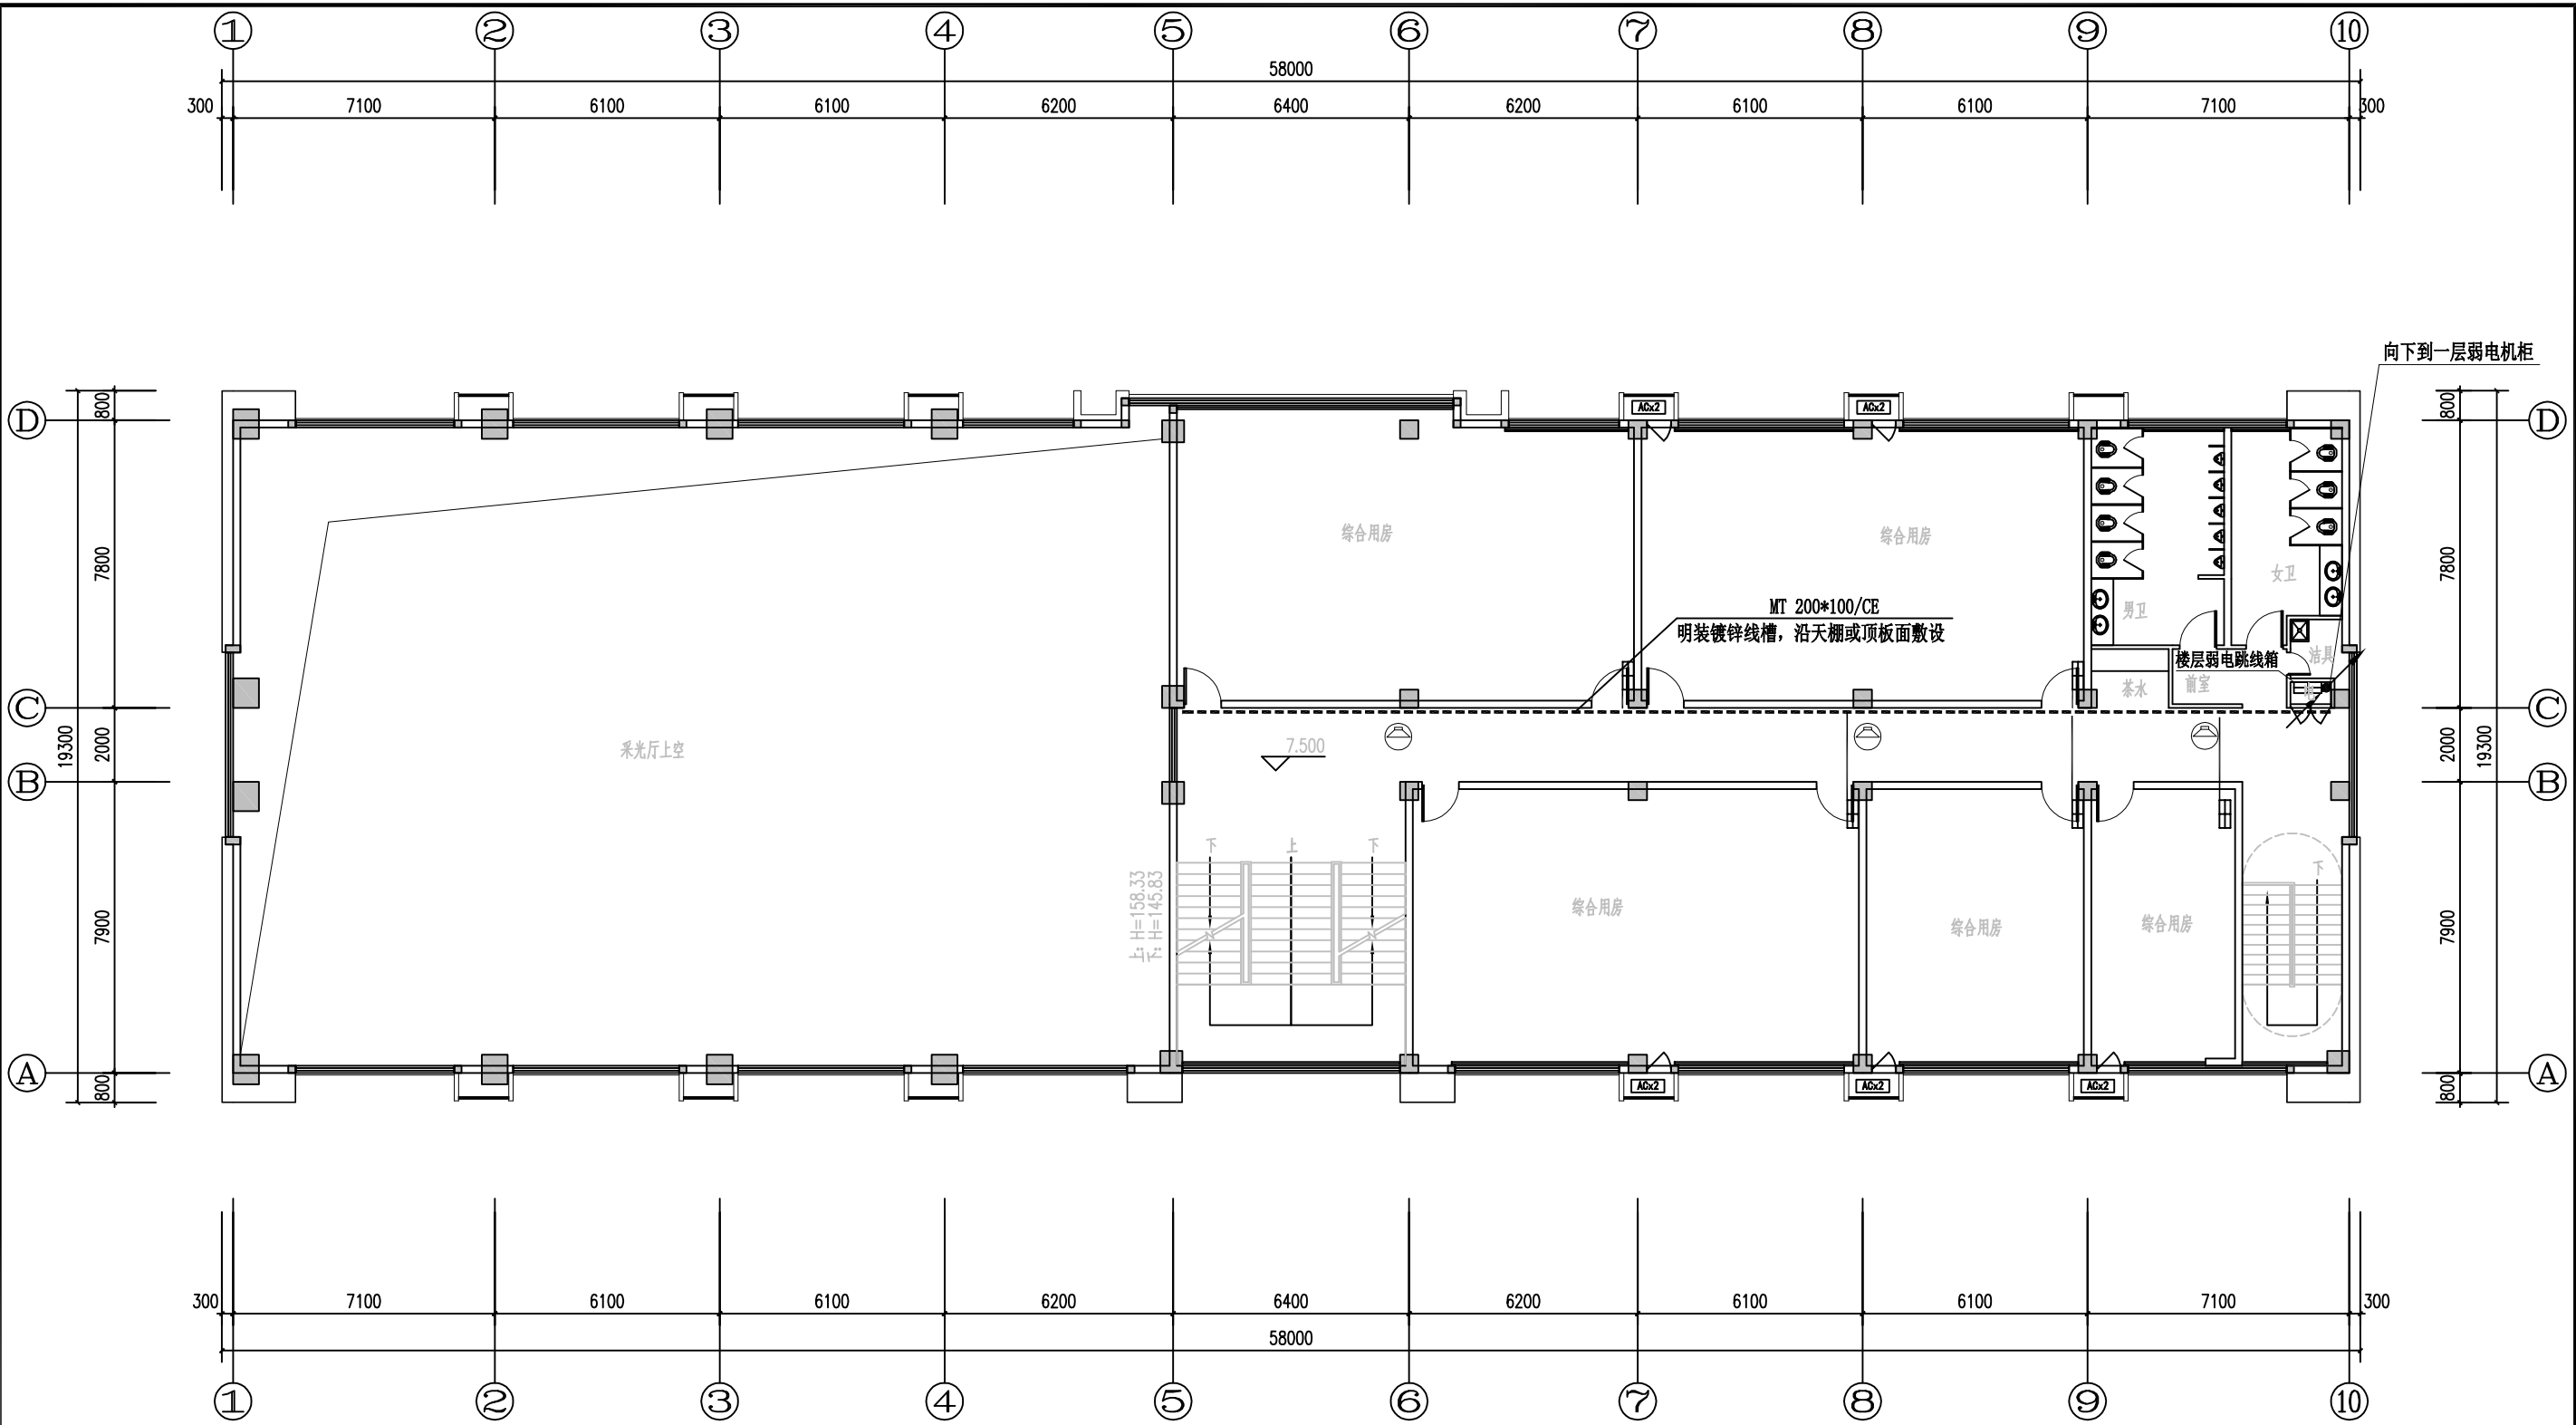 ① ② ③ ④ ⑤ ⑥ ⑦ ⑧ ⑨ ⑩
58000
300 7100 6100 6100 6200 6400 6200 6100 6100 7100 300
向下到一层弱电机柜
D 800 800 D
ACx2 ACx2
7800 7800
综合用房 综合用房
女卫
男卫
MT 200*100/CE
明装镀锌线槽，沿天棚或顶板面敷设
楼层弱电跳线箱 洁具
茶水 前室
C C
19300 2000 2000 19300
采光厅上空 7.500
B B
下 上 下 下
上: H=158.33
下: H=145.83
7900 7900
综合用房 综合用房 综合用房
A 800 800 A
ACx2 ACx2 ACx2
300 7100 6100 6100 6200 6400 6200 6100 6100 7100 300
58000
① ② ③ ④ ⑤ ⑥ ⑦ ⑧ ⑨ ⑩